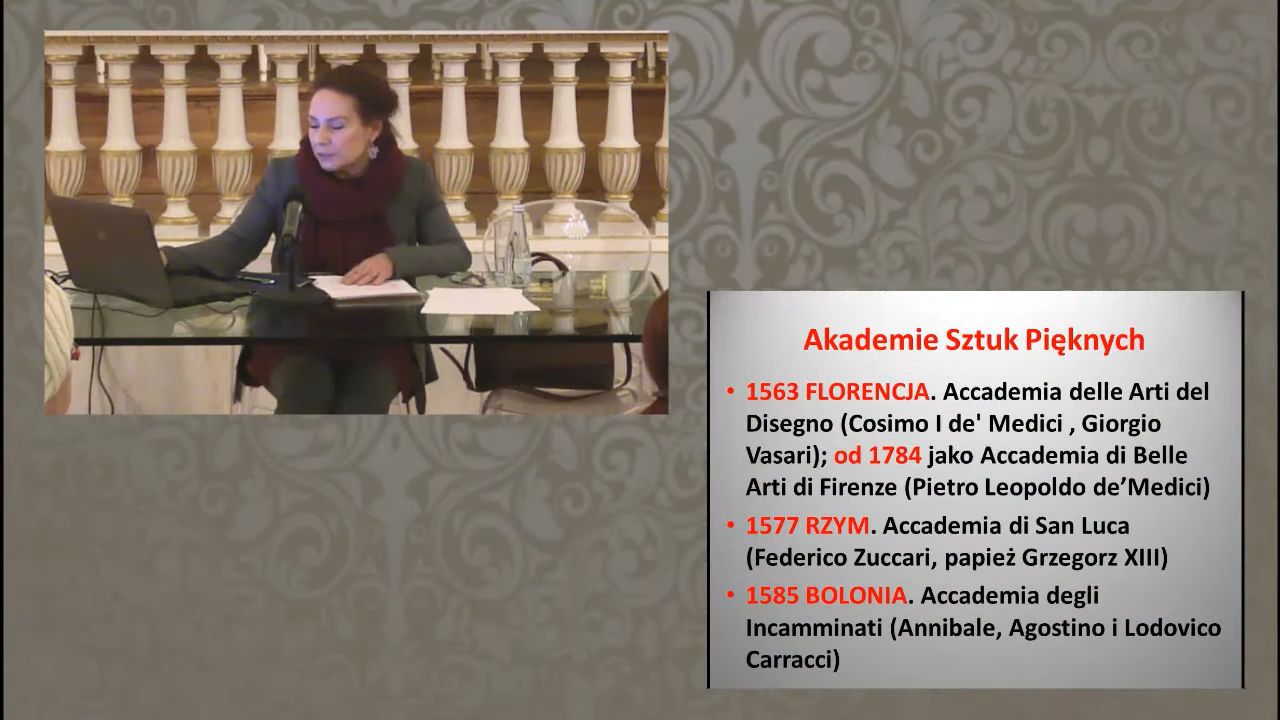 Akademie Sztuk Pięknych
• 1563 FLORENCJA. Accademia delle Arti del
Disegno (Cosimo I de' Medici , Giorgio
Vasari); od 1784 jako Accademia di Belle
Arti di Firenze (Pietro Leopoldo de’Medici)
• 1577 RZYM. Accademia di San Luca
(Federico Zuccari, papież Grzegorz XIII)
• 1585 BOLONIA. Accademia degli
Incamminati (Annibale, Agostino i Lodovico
Carracci)